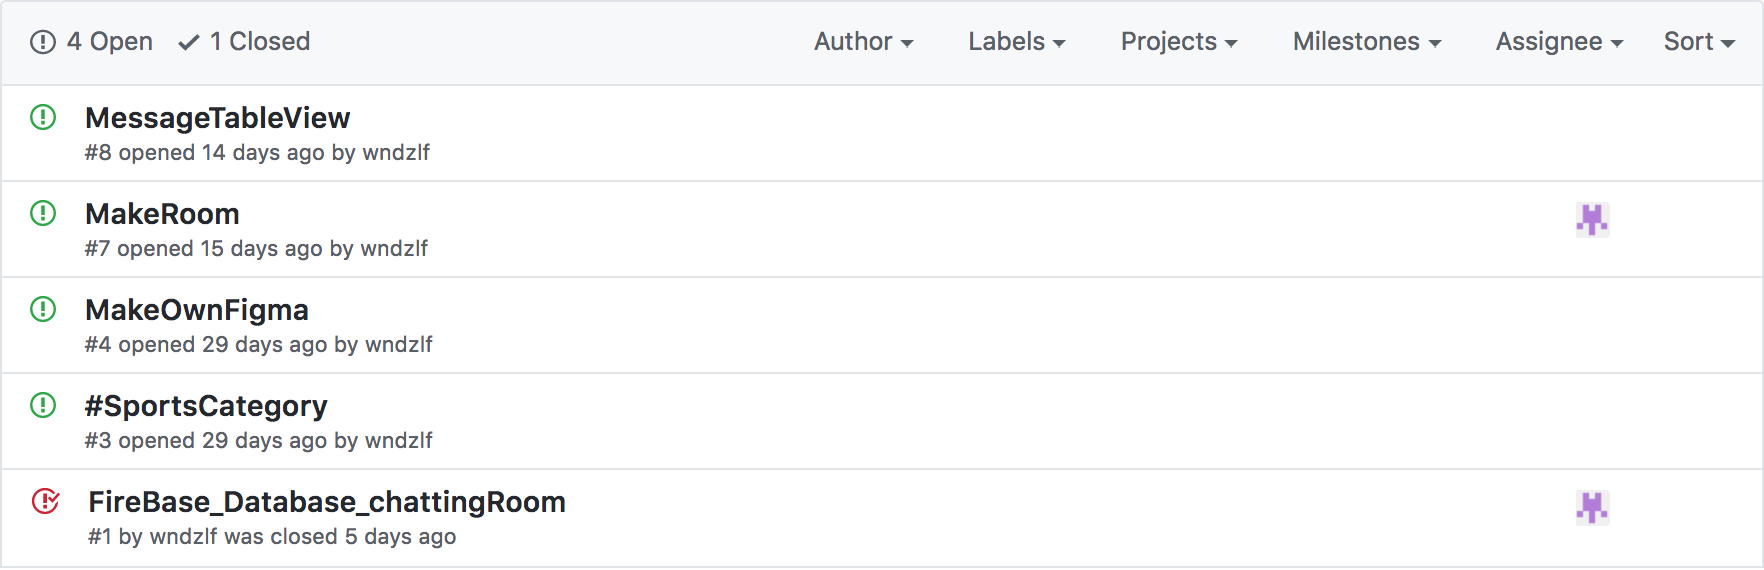 4 Open 1 Closed Author Labels Projects Milestones Assignee Sort
MessageTableView
#8 opened 14 days ago by wndzlf
MakeRoom
#7 opened 15 days ago by wndzlf
MakeOwnFigma
#4 opened 29 days ago by wndzlf
#SportsCategory
#3 opened 29 days ago by wndzlf
FireBase_Database_chattingRoom
#1 by wndzlf was closed 5 days ago